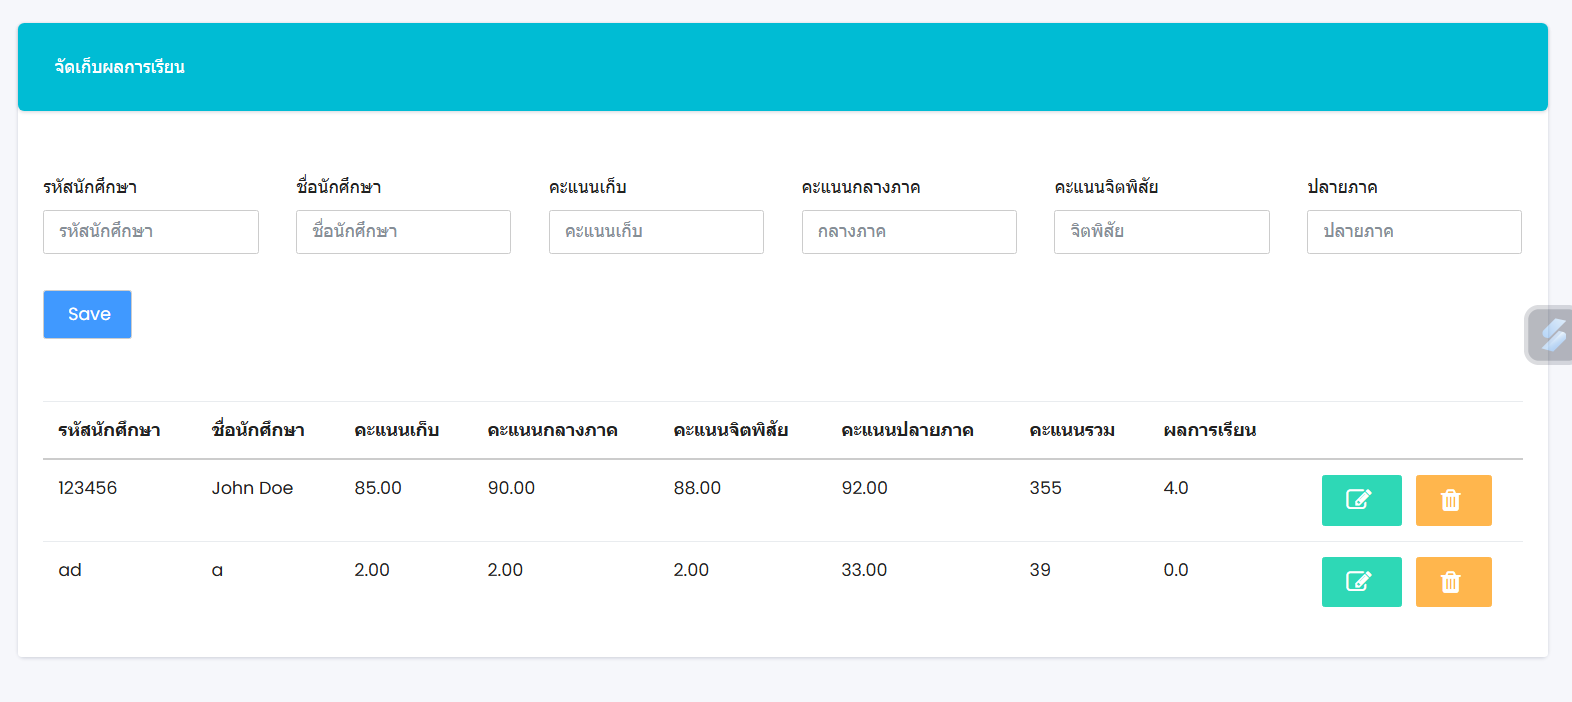 จัดเก็บผลการเรียน
รหัสนักศึกษา ชื่อนักศึกษา คะแนนเก็บ คะแนนกลางภาค คะแนนจิตพิสัย ปลายภาค
รหัสนักศึกษา ชื่อนักศึกษา คะแนนเก็บ กลางภาค จิตพิสัย ปลายภาค
Save
รหัสนักศึกษา ชื่อนักศึกษา คะแนนเก็บ คะแนนกลางภาค คะแนนจิตพิสัย คะแนนปลายภาค คะแนนรวม ผลการเรียน
123456 John Doe 85.00 90.00 88.00 92.00 355 4.0
ad a 2.00 2.00 2.00 33.00 39 0.0